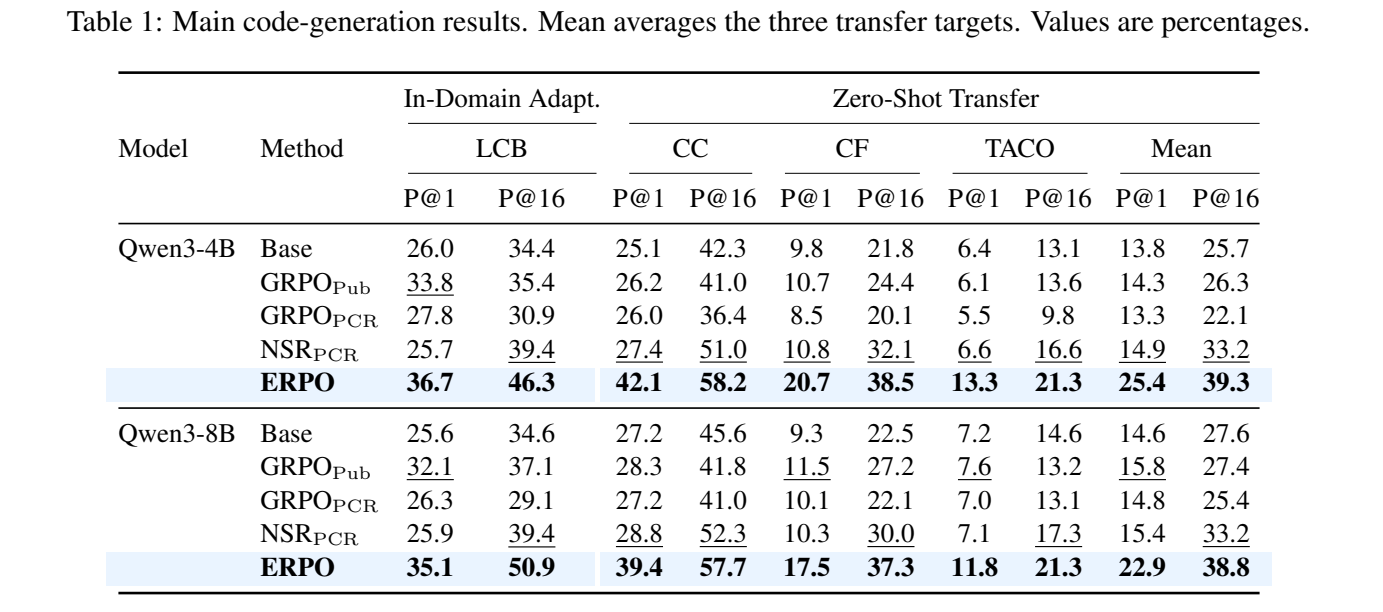 Table 1: Main code-generation results. Mean averages the three transfer targets. Values are percentages.
In-Domain Adapt. Zero-Shot Transfer
Model Method LCB CC CF TACO Mean
P@1 P@16 P@1 P@16 P@1 P@16 P@1 P@16 P@1 P@16
Qwen3-4B Base 26.0 34.4 25.1 42.3 9.8 21.8 6.4 13.1 13.8 25.7
GRPOPub 33.8 35.4 26.2 41.0 10.7 24.4 6.1 13.6 14.3 26.3
GRPOPCR 27.8 30.9 26.0 36.4 8.5 20.1 5.5 9.8 13.3 22.1
NSRPCR 25.7 39.4 27.4 51.0 10.8 32.1 6.6 16.6 14.9 33.2
ERPO 36.7 46.3 42.1 58.2 20.7 38.5 13.3 21.3 25.4 39.3
Qwen3-8B Base 25.6 34.6 27.2 45.6 9.3 22.5 7.2 14.6 14.6 27.6
GRPOPub 32.1 37.1 28.3 41.8 11.5 27.2 7.6 13.2 15.8 27.4
GRPOPCR 26.3 29.1 27.2 41.0 10.1 22.1 7.0 13.1 14.8 25.4
NSRPCR 25.9 39.4 28.8 52.3 10.3 30.0 7.1 17.3 15.4 33.2
ERPO 35.1 50.9 39.4 57.7 17.5 37.3 11.8 21.3 22.9 38.8